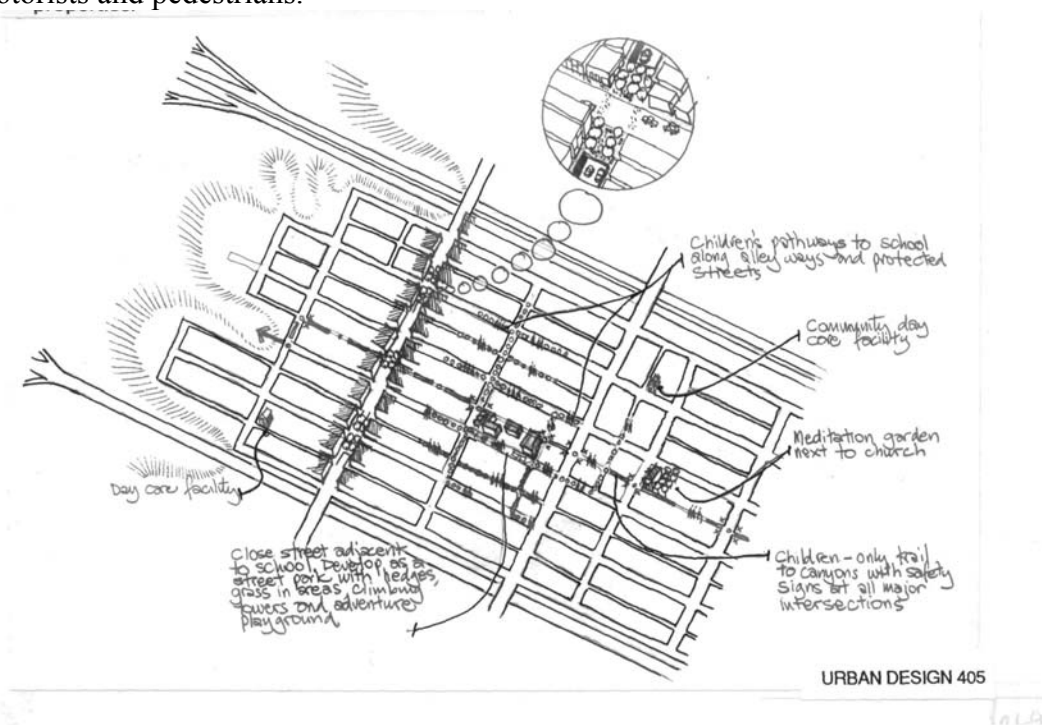 otorists and pedestrians.
Children's pathways to school
along alley ways and protected
streets
Community day
care facility
Meditation garden
next to church
Day care facility
Close street adjacent
to school. Develop as a
street park with hedges,
grass in areas, climbing
towers and adventure
playground
Children-only trail
to canyons with safety
signs at all major
intersections
URBAN DESIGN 405